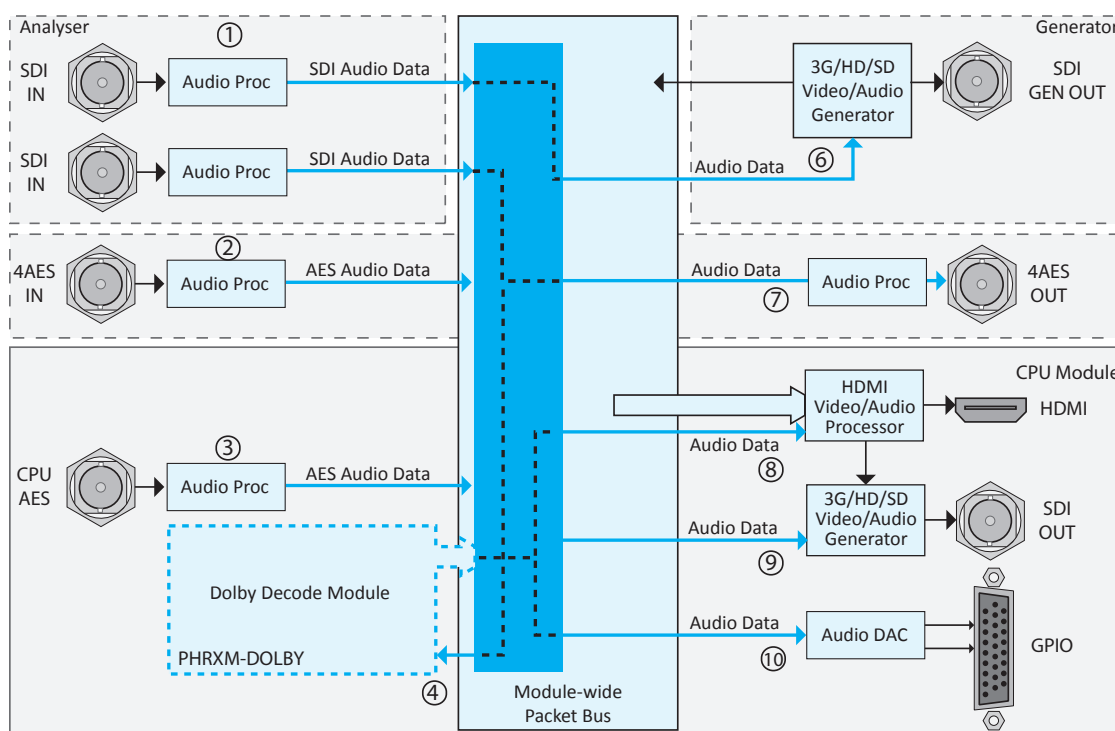 Analyser
①
SDI
IN
Audio Proc
SDI Audio Data
SDI
IN
Audio Proc
SDI Audio Data
②
4AES
IN
Audio Proc
AES Audio Data
③
CPU
AES
Audio Proc
AES Audio Data
Dolby Decode Module
PHRXM-DOLBY
④
Module-wide
Packet Bus
Generator
3G/HD/SD
Video/Audio
Generator
SDI
GEN OUT
Audio Data
⑥
Audio Data
⑦
Audio Proc
4AES
OUT
CPU Module
HDMI
Video/Audio
Processor
HDMI
Audio Data
⑧
3G/HD/SD
Video/Audio
Generator
SDI
OUT
Audio Data
⑨
Audio Data
⑩
Audio DAC
GPIO